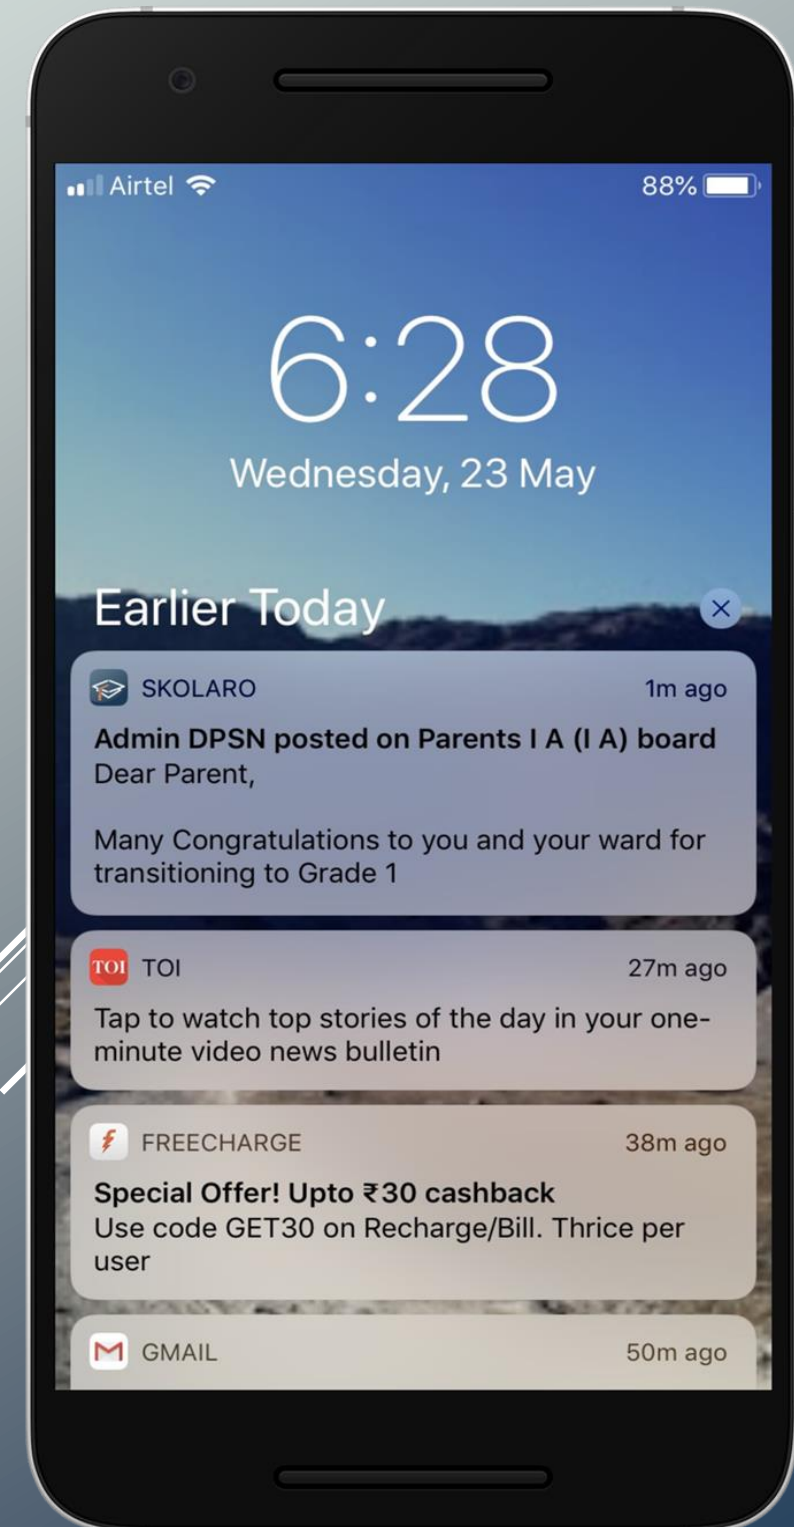 Airtel 88%
6:28
Wednesday, 23 May
Earlier Today
SKOLARO 1m ago
Admin DPSN posted on Parents I A (I A) board
Dear Parent,
Many Congratulations to you and your ward for
transitioning to Grade 1
TOI TOI 27m ago
Tap to watch top stories of the day in your one-
minute video news bulletin
FREECHARGE 38m ago
Special Offer! Upto ₹30 cashback
Use code GET30 on Recharge/Bill. Thrice per
user
GMAIL 50m ago